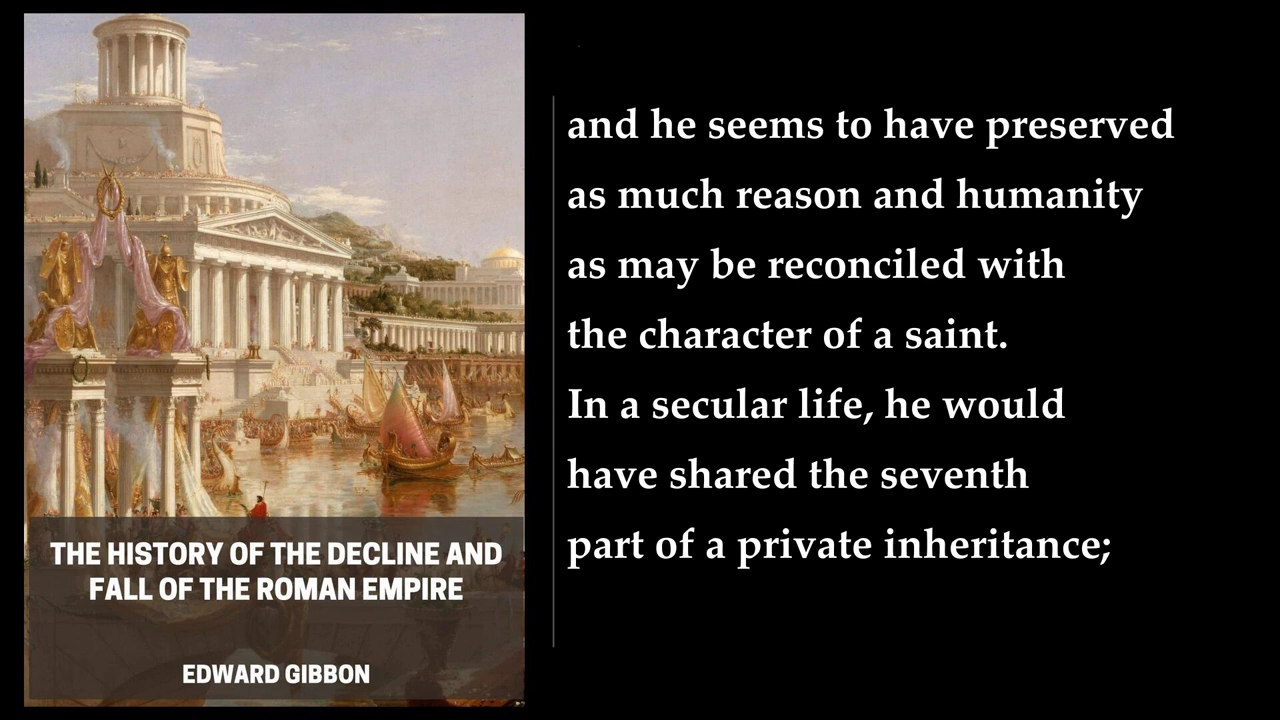 THE HISTORY OF THE DECLINE AND
FALL OF THE ROMAN EMPIRE
EDWARD GIBBON
and he seems to have preserved
as much reason and humanity
as may be reconciled with
the character of a saint.
In a secular life, he would
have shared the seventh
part of a private inheritance;